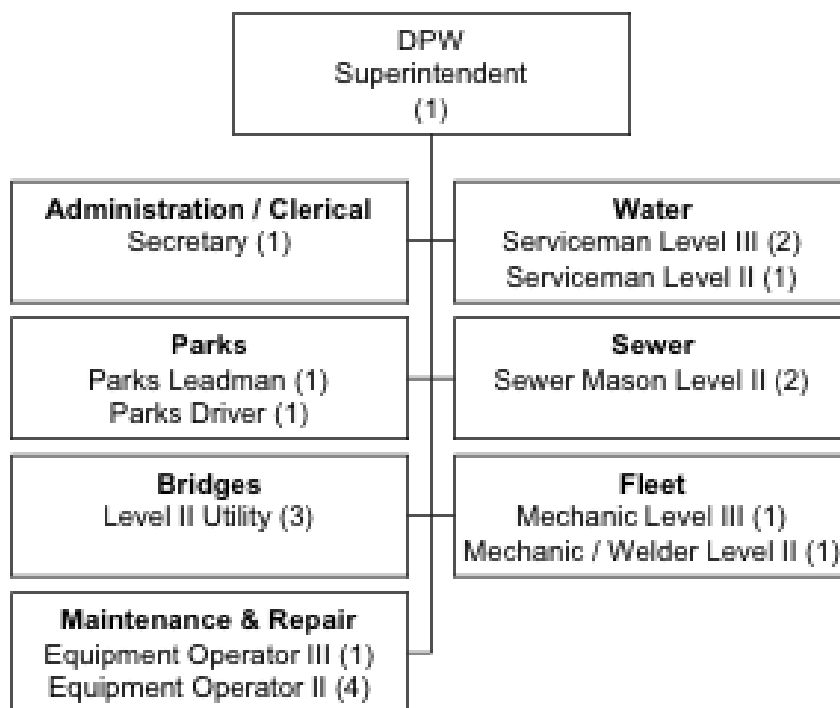 DPW
Superintendent
(1)
Administration / Clerical
Secretary (1)
Water
Serviceman Level III (2)
Serviceman Level II (1)
Parks
Parks Leadman (1)
Parks Driver (1)
Sewer
Sewer Mason Level II (2)
Bridges
Level II Utility (3)
Fleet
Mechanic Level III (1)
Mechanic / Welder Level II (1)
Maintenance & Repair
Equipment Operator III (1)
Equipment Operator II (4)